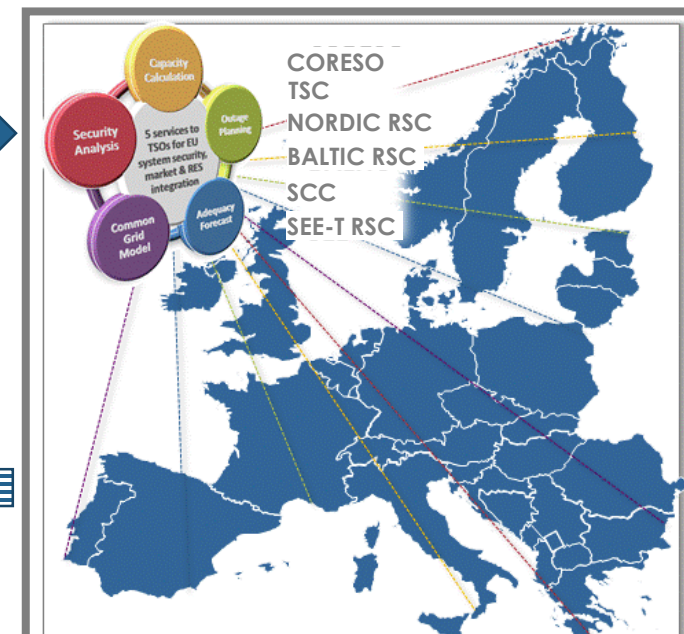 Capacity
Calculation
Outage
Planning
Security
Analysis
5 services to
TSOs for EU
system security,
market & RES
integration
Common
Grid
Model
Adequacy
Forecast
CORESO
TSC
NORDIC RSC
BALTIC RSC
SCC
SEE-T RSC